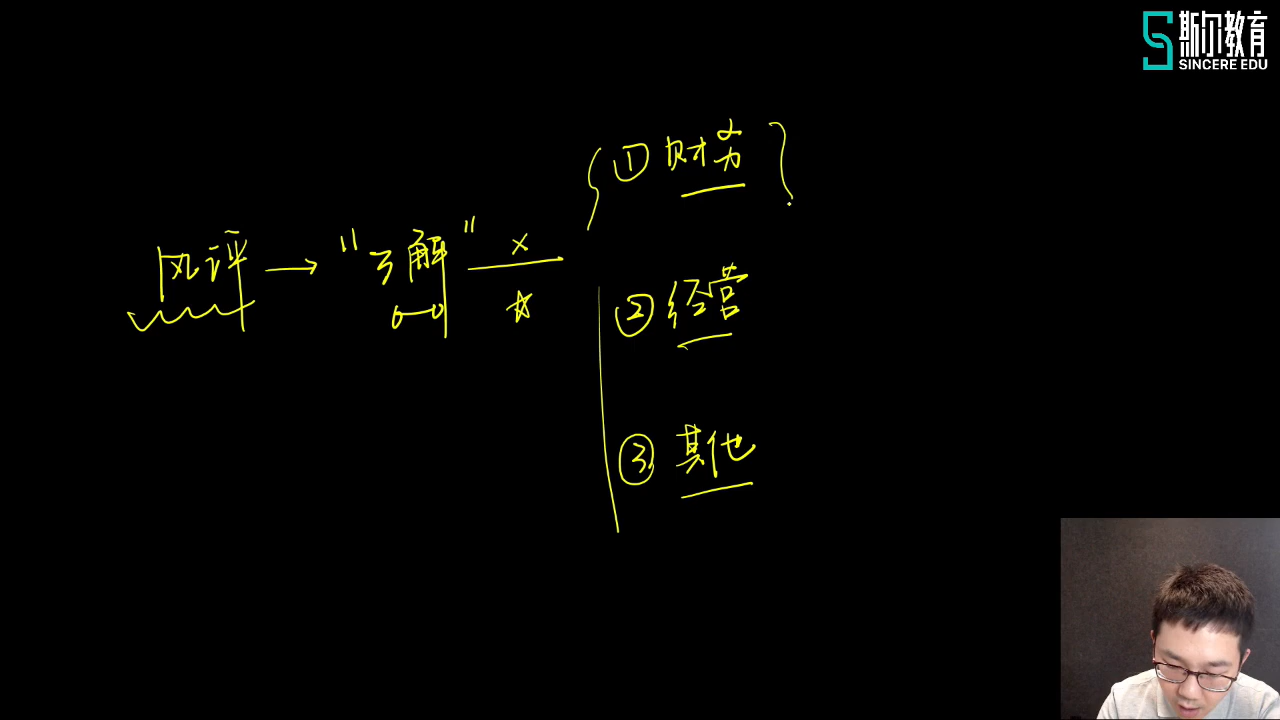 斯尔教育
SINCERE EDU
① 财务
风评 → "了解" ×
② 经营
③ 其他